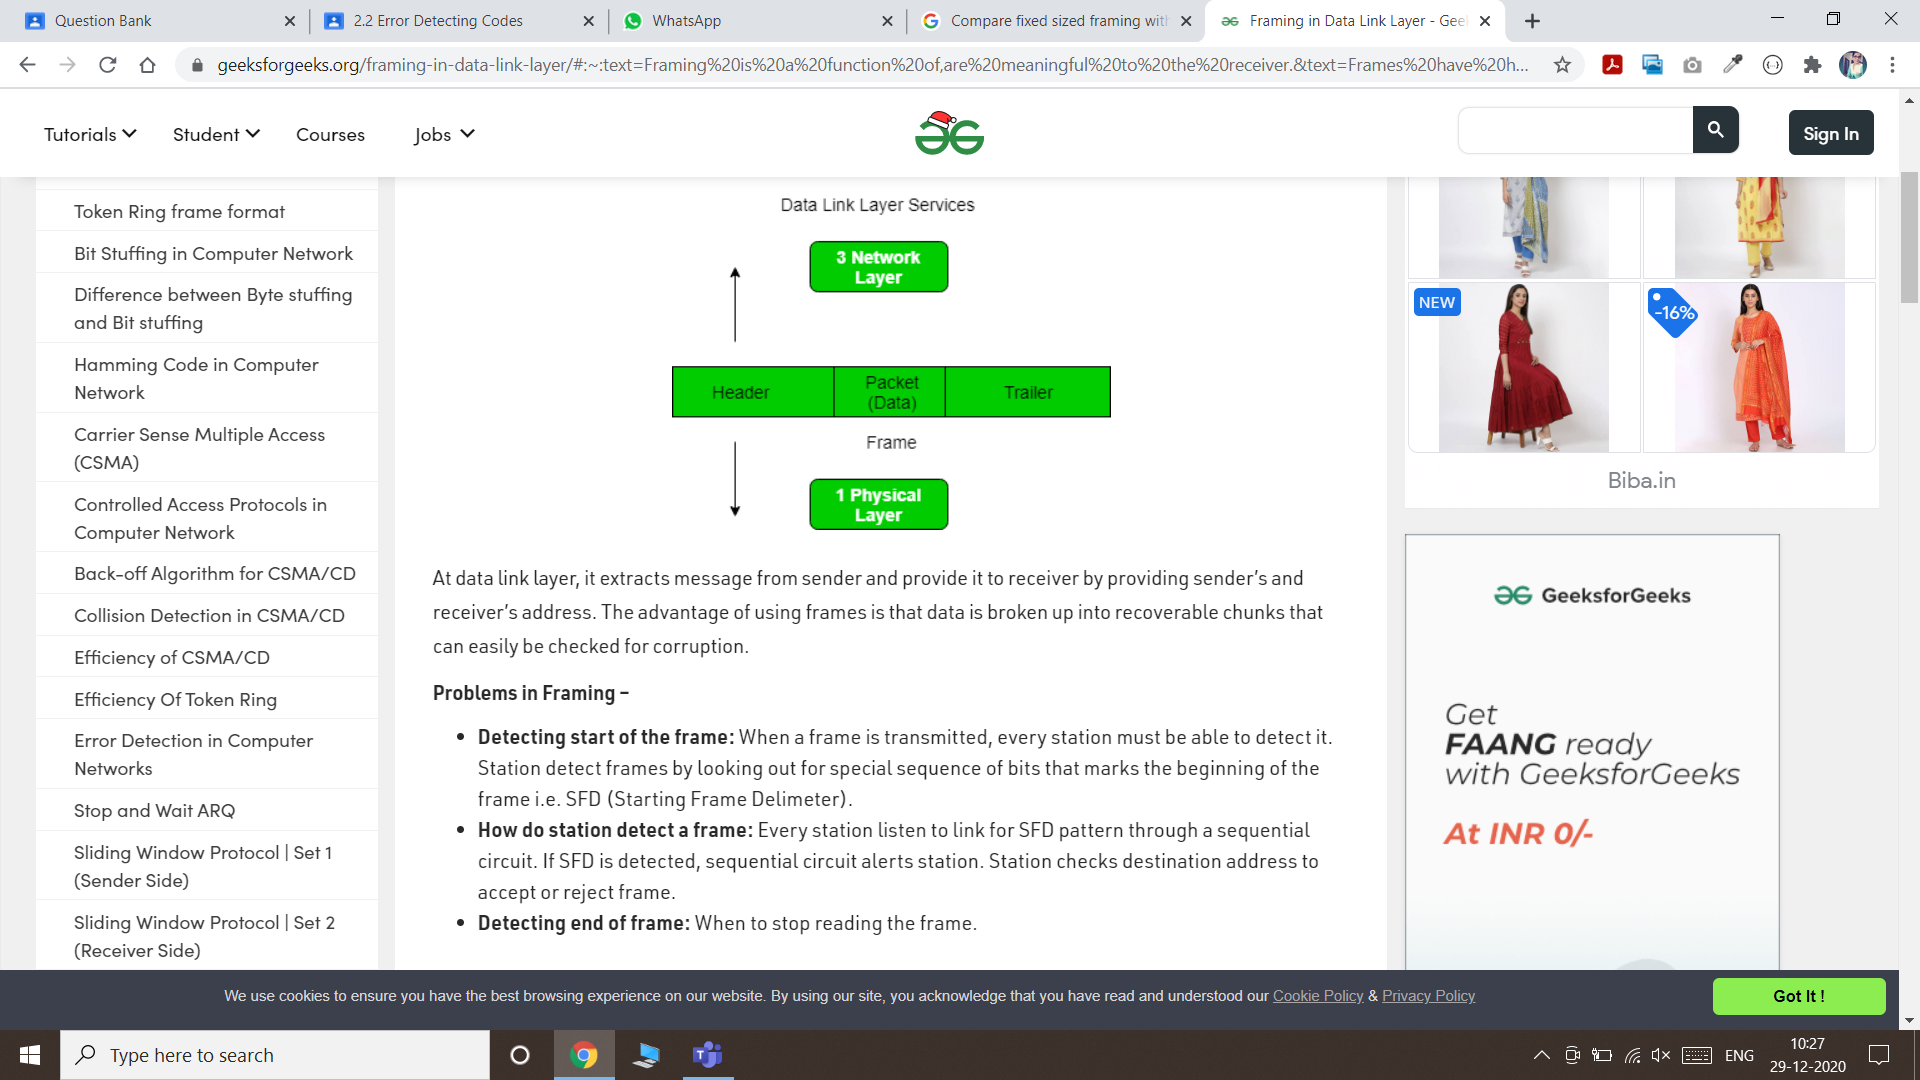 Question Bank
2.2 Error Detecting Codes
WhatsApp
Compare fixed sized framing with
Framing in Data Link Layer - Gee
geeksforgeeks.org/framing-in-data-link-layer/#:~:text=Framing%20is%20a%20function%20of,are%20meaningful%20to%20the%20receiver.&text=Frames%20have%20h...
Tutorials
Student
Courses
Jobs
Sign In
Token Ring frame format
Bit Stuffing in Computer Network
Difference between Byte stuffing
and Bit stuffing
Hamming Code in Computer
Network
Carrier Sense Multiple Access
(CSMA)
Controlled Access Protocols in
Computer Network
Back-off Algorithm for CSMA/CD
Collision Detection in CSMA/CD
Efficiency of CSMA/CD
Efficiency Of Token Ring
Error Detection in Computer
Networks
Stop and Wait ARQ
Sliding Window Protocol | Set 1
(Sender Side)
Sliding Window Protocol | Set 2
(Receiver Side)
Data Link Layer Services
3 Network
Layer
Header
Packet
(Data)
Trailer
Frame
1 Physical
Layer
At data link layer, it extracts message from sender and provide it to receiver by providing sender's and
receiver's address. The advantage of using frames is that data is broken up into recoverable chunks that
can easily be checked for corruption.
Problems in Framing –
• Detecting start of the frame: When a frame is transmitted, every station must be able to detect it.
Station detect frames by looking out for special sequence of bits that marks the beginning of the
frame i.e. SFD (Starting Frame Delimeter).
• How do station detect a frame: Every station listen to link for SFD pattern through a sequential
circuit. If SFD is detected, sequential circuit alerts station. Station checks destination address to
accept or reject frame.
• Detecting end of frame: When to stop reading the frame.
NEW
-16%
Biba.in
GeeksforGeeks
Get
FAANG ready
with GeeksforGeeks
At INR 0/-
We use cookies to ensure you have the best browsing experience on our website. By using our site, you acknowledge that you have read and understood our Cookie Policy & Privacy Policy
Got It !
Type here to search
ENG
10:27
29-12-2020